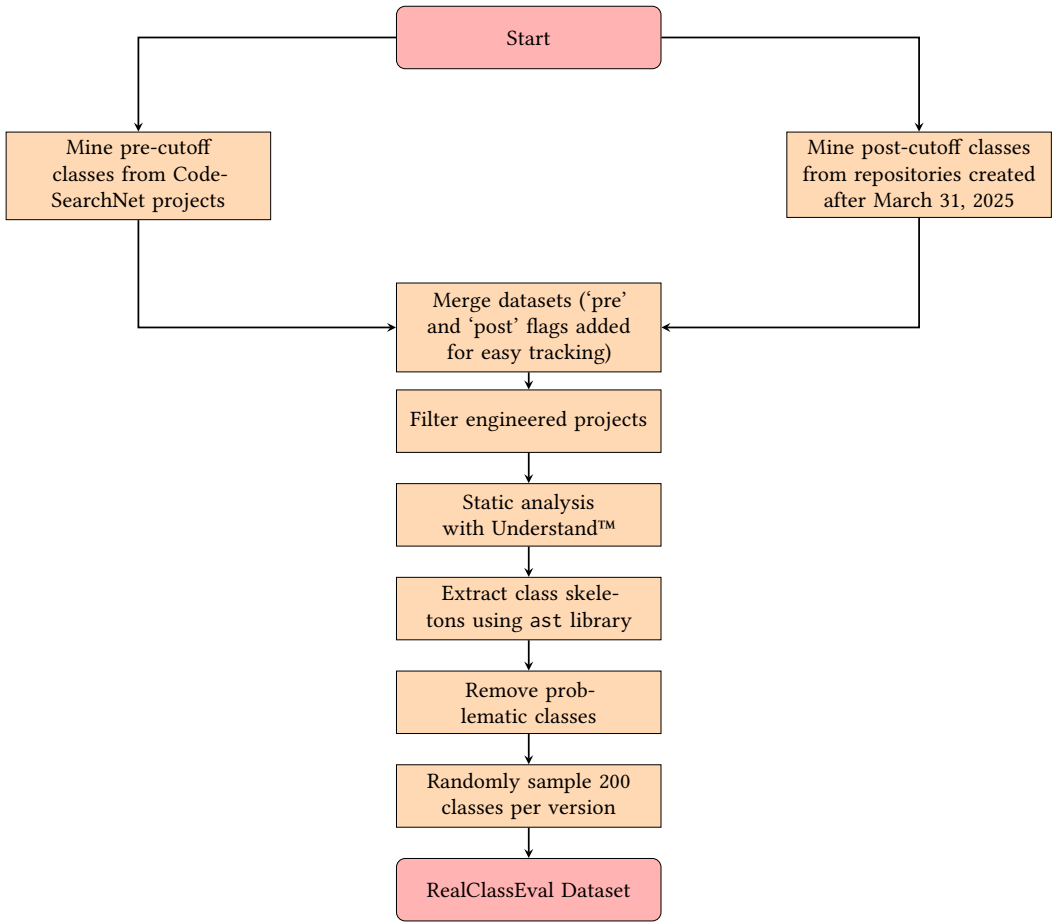 Start
Mine pre-cutoff
classes from Code-
SearchNet projects
Mine post-cutoff classes
from repositories created
after March 31, 2025
Merge datasets (‘pre’
and ‘post’ flags added
for easy tracking)
Filter engineered projects
Static analysis
with Understand™
Extract class skele-
tons using ast library
Remove prob-
lematic classes
Randomly sample 200
classes per version
RealClassEval Dataset